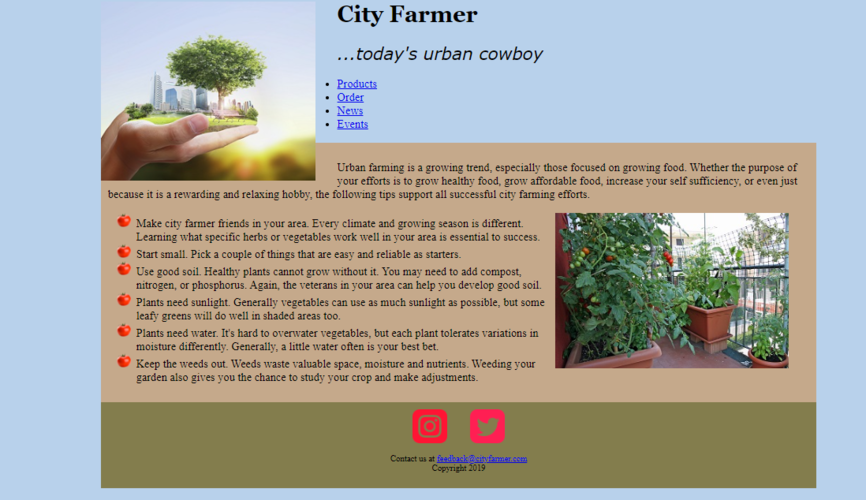 City Farmer
...today's urban cowboy
Products
Order
News
Events
Urban farming is a growing trend, especially those focused on growing food. Whether the purpose of
your efforts is to grow healthy food, grow affordable food, increase your self sufficiency, or even just
because it is a rewarding and relaxing hobby, the following tips support all successful city farming efforts.
Make city farmer friends in your area. Every climate and growing season is different.
Learning what specific herbs or vegetables work well in your area is essential to success.
Start small. Pick a couple of things that are easy and reliable as starters.
Use good soil. Healthy plants cannot grow without it. You may need to add compost,
nitrogen, or phosphorus. Again, the veterans in your area can help you develop good soil.
Plants need sunlight. Generally vegetables can use as much sunlight as possible, but some
leafy greens will do well in shaded areas too.
Plants need water. It's hard to overwater vegetables, but each plant tolerates variations in
moisture differently. Generally, a little water often is your best bet.
Keep the weeds out. Weeds waste valuable space, moisture and nutrients. Weeding your
garden also gives you the chance to study your crop and make adjustments.
Contact us at feedback@cityfarmer.com
Copyright 2019